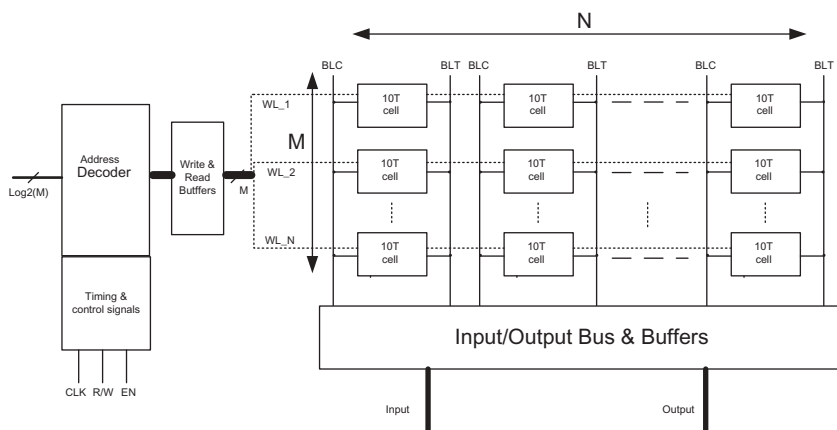 N
BLC
BLT
BLC
BLT
BLC
BLT
WL_1
10T
cell
10T
cell
10T
cell
M
Address
Decoder
Write &
Read
Butffers
Log2(M)
M
WL_2
10T
cell
10T
cell
10T
cell
WL_N
10T
cell
10T
cell
10T
cell
Timing &
control signals
Input/Output Bus & Buffers
CLK R/W EN
Input
Output